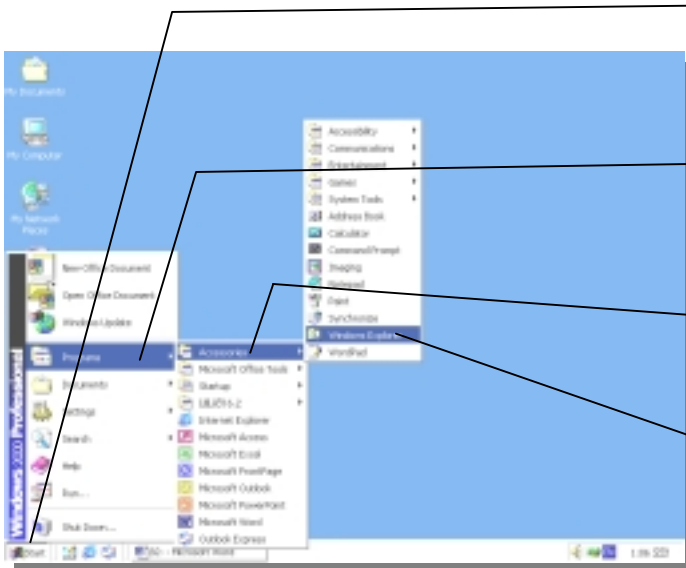 My Documents
My Computer
My Network
Places
New Office Document
Open Office Document
Windows Update
Programs
Documents
Settings
Search
Help
Run...
Shut Down...
Windows 2000 Professional
Accessories
Microsoft Office Tools
Startup
Internet Explorer
Microsoft Access
Microsoft Excel
Microsoft FrontPage
Microsoft Outlook
Microsoft PowerPoint
Microsoft Word
Outlook Express
Accessibility
Communications
Entertainment
Games
System Tools
Address Book
Calculator
Command Prompt
Imaging
Notepad
Paint
Synchronize
Windows Explorer
WordPad
Start
Microsoft Word